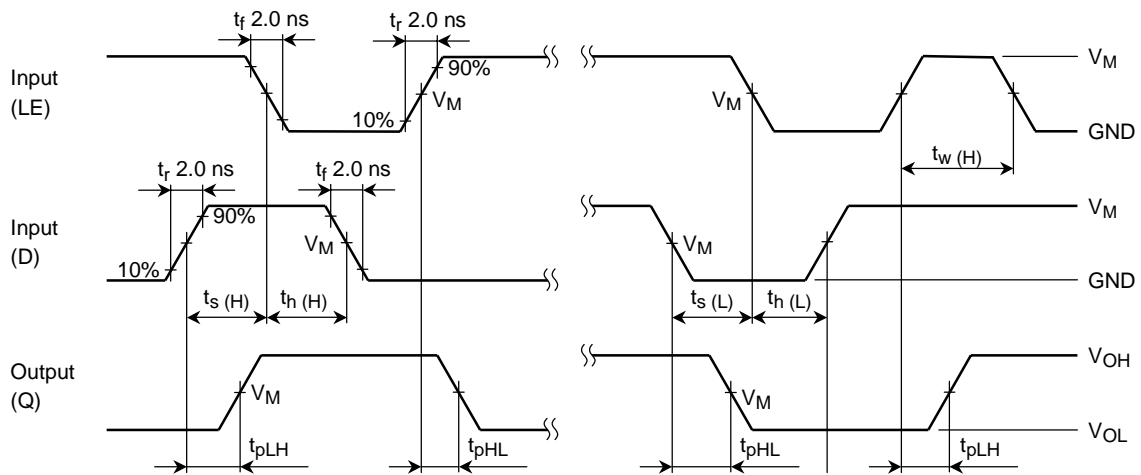 tf 2.0 ns
tr 2.0 ns
Input
(LE)
90%
VM
10%
VM
VM
GND
tw (H)
tr 2.0 ns
tf 2.0 ns
Input
(D)
90%
VM
10%
VM
VM
GND
ts (H)
th (H)
ts (L)
th (L)
Output
(Q)
VM
VM
VOH
VOL
tpLH
tpHL
tpHL
tpLH